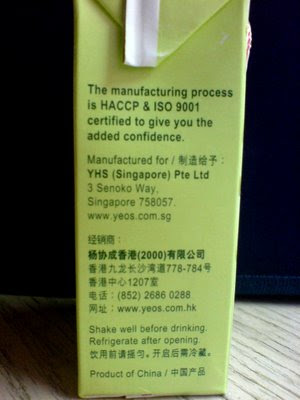 The manufacturing process
is HACCP & ISO 9001
certified to give you the
added confidence.
Manufactured for / 制造给予：
YHS (Singapore) Pte Ltd
3 Senoko Way,
Singapore 758057.
www.yeos.com.sg
经销商：
杨协成香港(2000)有限公司
香港九龙长沙湾道778-784号
香港中心1207室
电话：(852) 2686 0288
网址：www.yeos.com.hk
Shake well before drinking.
Refrigerate after opening.
饮用前请摇匀。开启后需冷藏。
Product of China / 中国产品